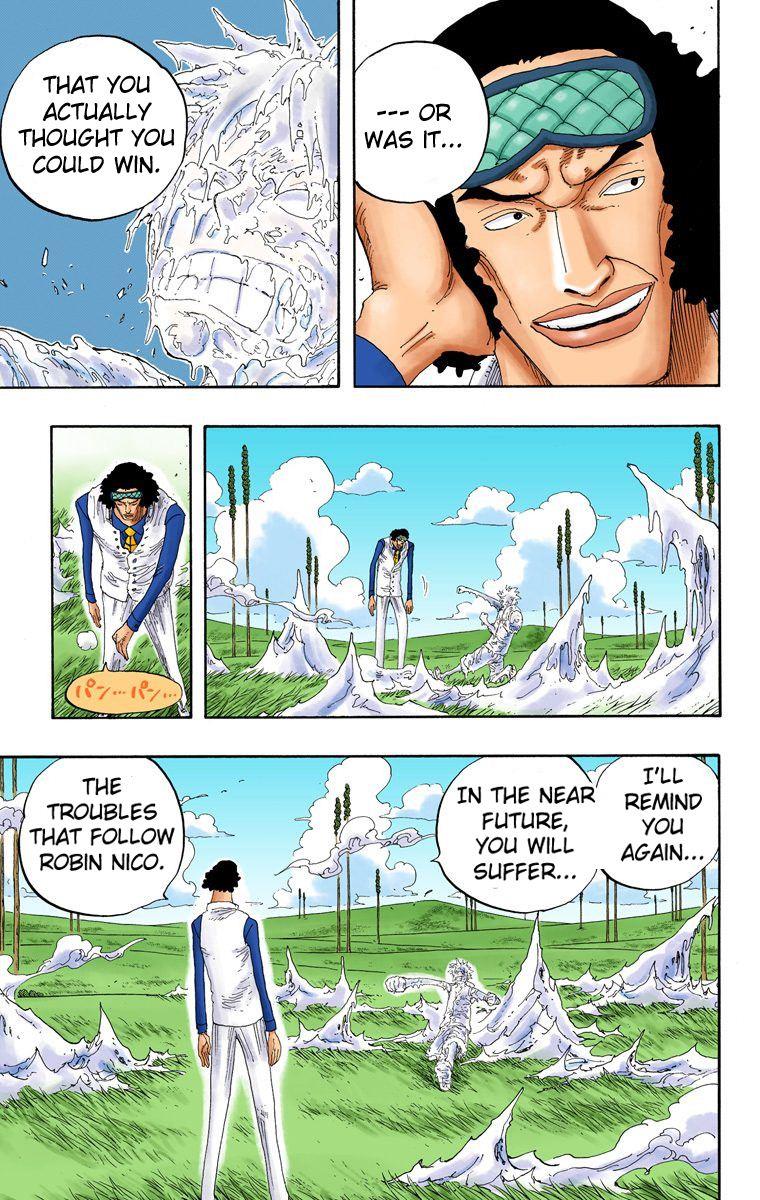 --- OR
WAS IT...
THAT YOU
ACTUALLY
THOUGHT YOU
COULD WIN.
パン…パン…
I'LL
REMIND
YOU
AGAIN...
IN THE NEAR
FUTURE,
YOU WILL
SUFFER...
THE
TROUBLES
THAT FOLLOW
ROBIN NICO.